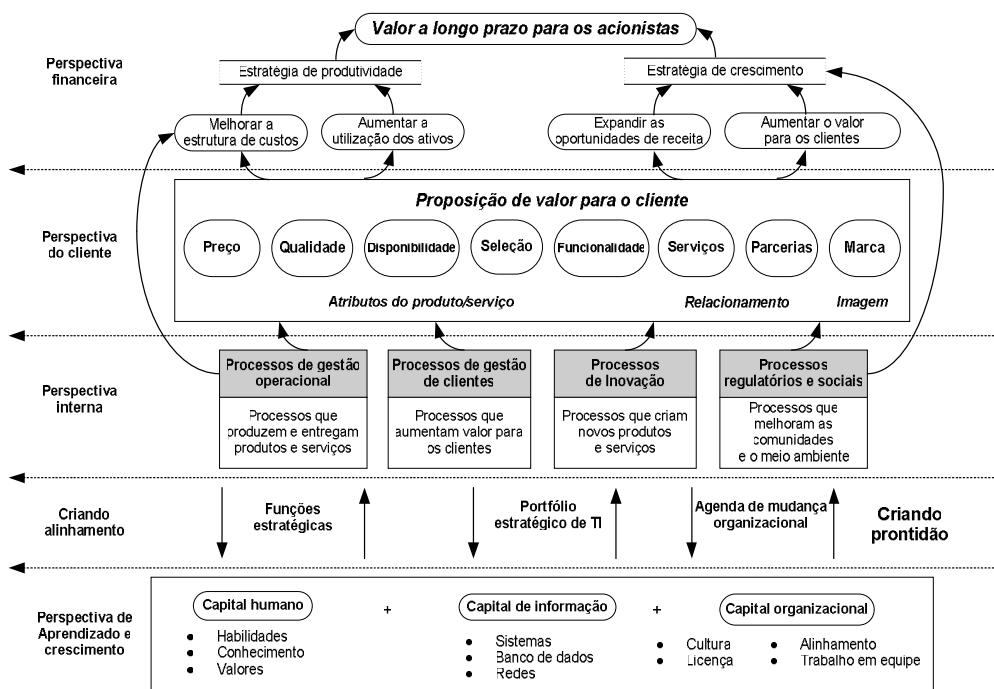 Valor a longo prazo para os acionistas
Perspectiva
financeira
Estratégia de produtividade
Estratégia de crescimento
Melhorar a
estrutura de custos
Aumentar a
utilização dos ativos
Expandir as
oportunidades de receita
Aumentar o valor
para os clientes
Perspectiva
do cliente
Proposição de valor para o cliente
Preço
Qualidade
Disponibilidade
Seleção
Funcionalidade
Serviços
Parcerias
Marca
Atributos do produto/serviço
Relacionamento
Imagem
Perspectiva
interna
Processos de gestão
operacional
Processos que
produzem e entregam
produtos e serviços
Processos de gestão
de clientes
Processos que
aumentam valor para
os clientes
Processos
de Inovação
Processos que criam
novos produtos
e serviços
Processos
regulatórios e sociais
Processos que
melhoram as
comunidades
e o meio ambiente
Criando
alinhamento
Funções
estratégicas
Portfólio
estratégico de TI
Agenda de mudança
organizacional
Criando
prontidão
Perspectiva de
Aprendizado e
crescimento
Capital humano
+
Capital de informação
+
Capital organizacional
• Habilidades
• Conhecimento
• Valores
• Sistemas
• Banco de dados
• Redes
• Cultura
• Licença
• Alinhamento
• Trabalho em equipe